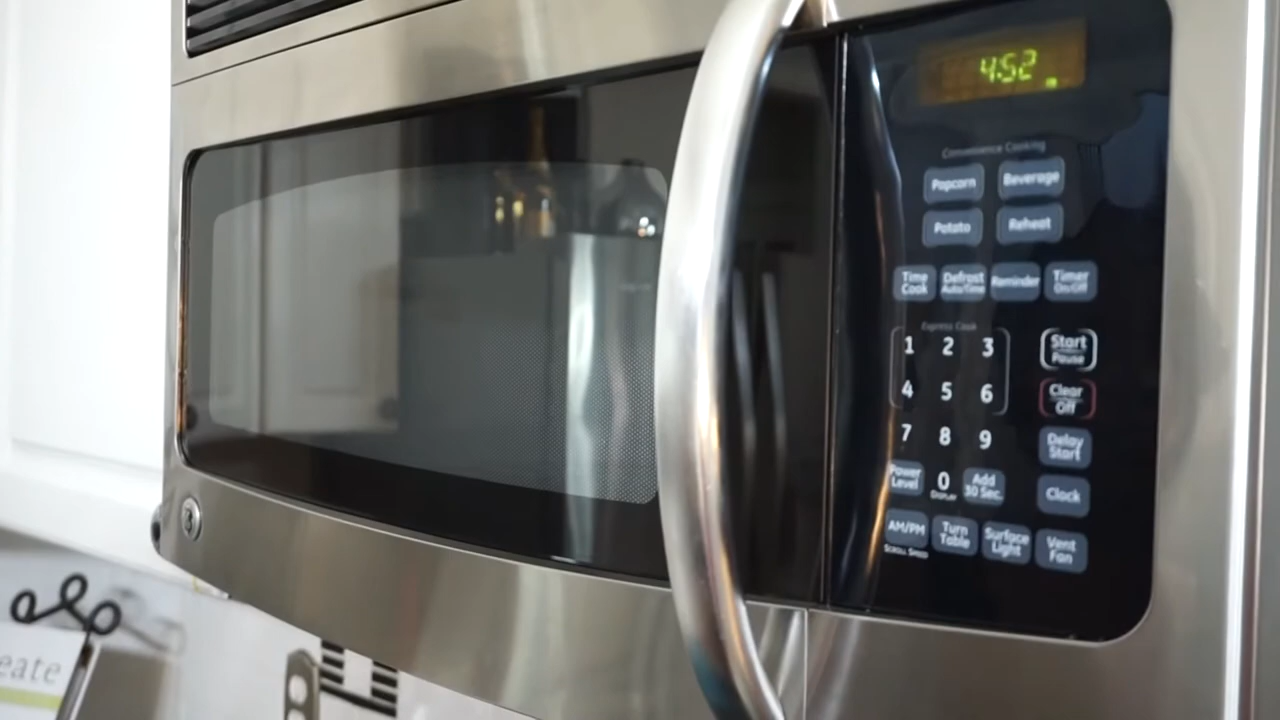 4:52
Convenience Cooking
Popcorn Beverage
Potato Reheat
Time Cook Defrost Auto/Time Reminder Timer On/Off
Express Cook
1 2 3 Start Pause
4 5 6 Clear Off
7 8 9 Delay Start
Power Level 0 DISPLAY Add 30 Sec. Clock
AM/PM SCROLL SPEED Turn Table Surface Light Vent Fan
eate